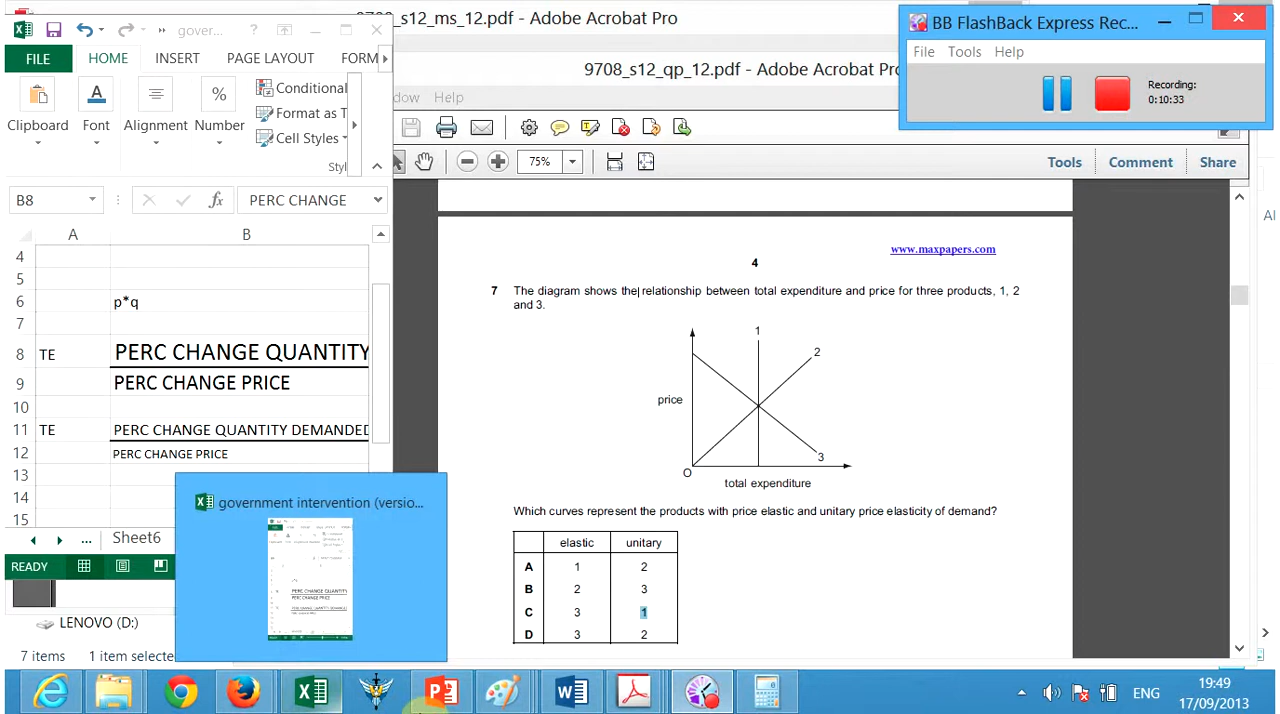 9708_s12_ms_12.pdf - Adobe Acrobat Pro
gover...
FILE
HOME
INSERT
PAGE LAYOUT
FORM
Clipboard
Font
Alignment
Number
Conditional
Format as T
Cell Styles
Styl
B8
PERC CHANGE
A
B
4
5
6
p*q
7
8
TE
PERC CHANGE QUANTITY
9
PERC CHANGE PRICE
10
11
TE
PERC CHANGE QUANTITY DEMANDED
12
PERC CHANGE PRICE
13
14
15
...
Sheet6
READY
government intervention (versio...
LENOVO (D:)
7 items
1 item selecte
BB FlashBack Express Rec...
File
Tools
Help
Recording:
0:10:33
9708_s12_qp_12.pdf - Adobe Acrobat Pro
dow
Help
75%
Tools
Comment
Share
www.maxpapers.com
4
7 The diagram shows the relationship between total expenditure and price for three products, 1, 2
and 3.
1
2
price
3
O
total expenditure
Which curves represent the products with price elastic and unitary price elasticity of demand?
elastic unitary
A 1 2
B 2 3
C 3 1
D 3 2
ENG
19:49
17/09/2013